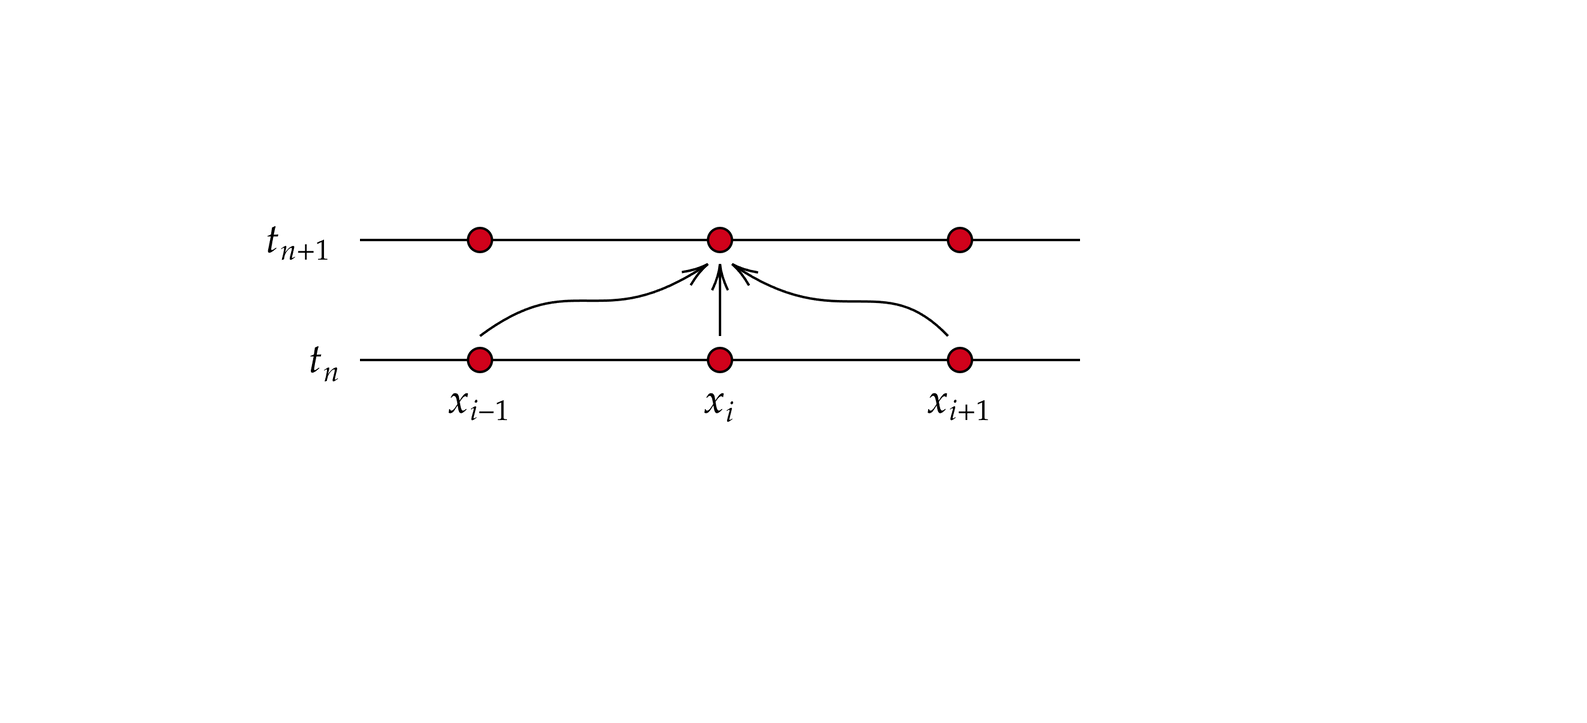 t_{n+1}
t_n
x_{i−1} x_i x_{i+1}